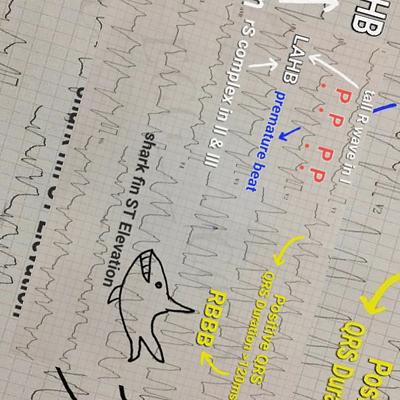 HB
LAHB
tall R wave in I
P P P P
rS complex in II & III
premature beat
shark fin ST Elevation
Positive QRS
QRS Duration > 120ms
RBBB
Pos
QRS Dura
V2